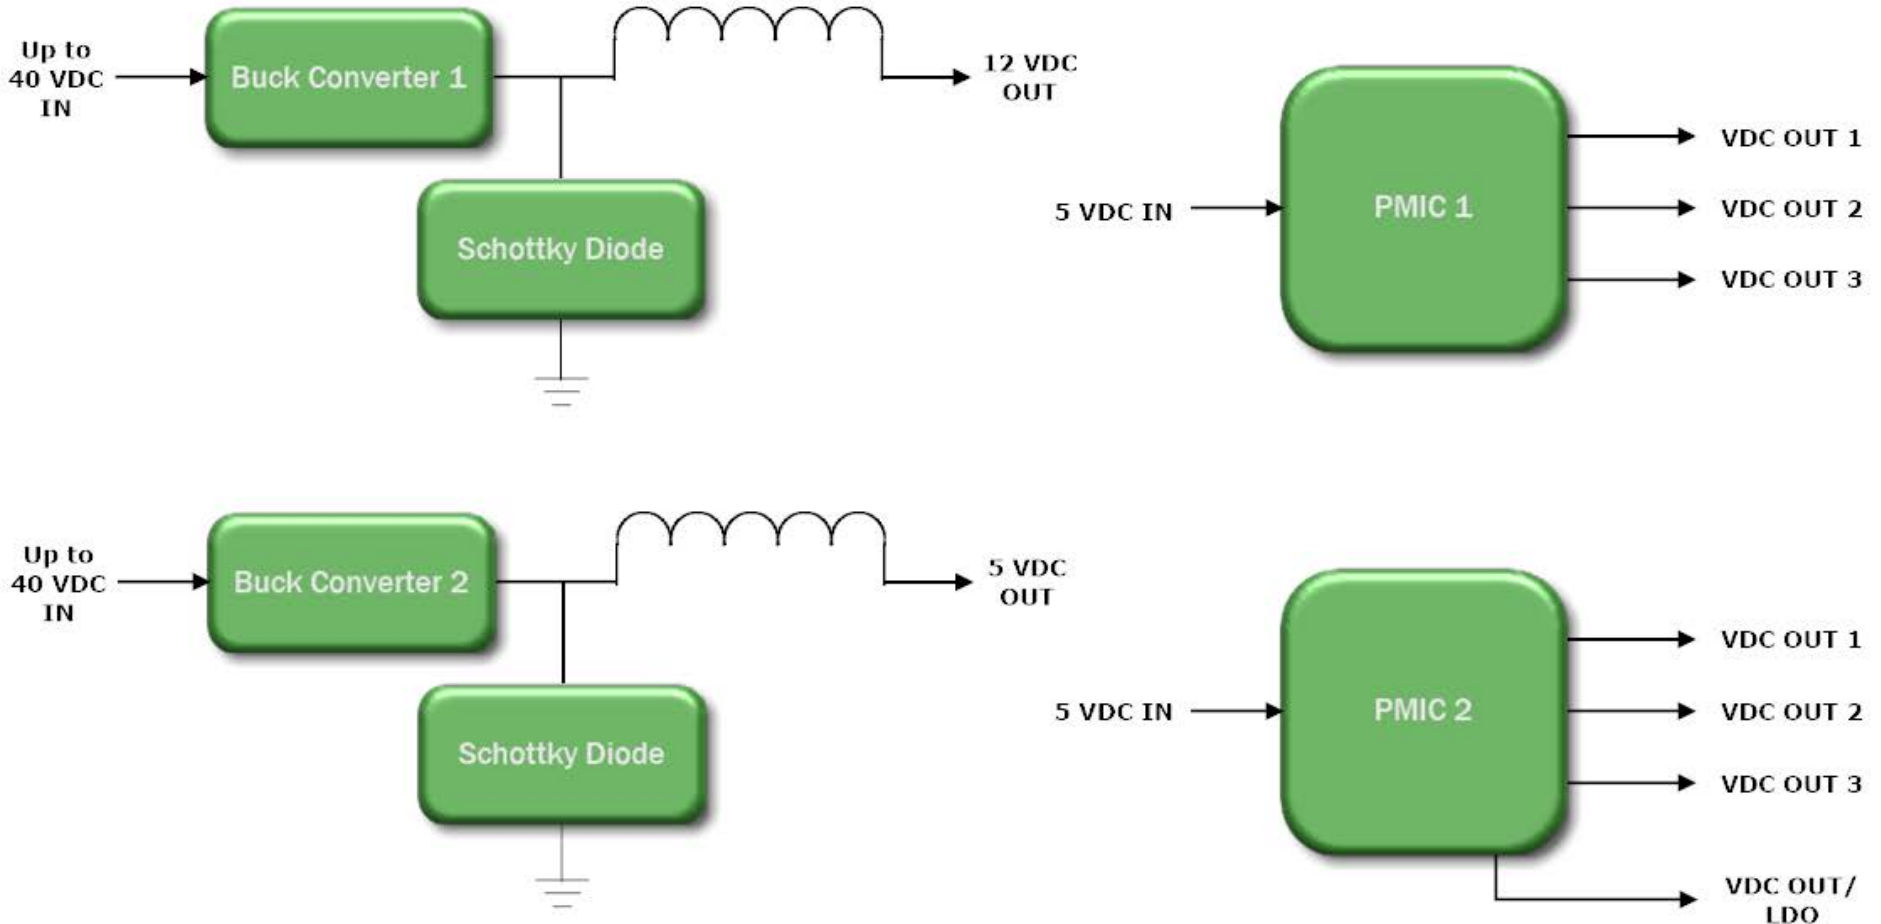 Up to
40 VDC
IN
Buck Converter 1
12 VDC
OUT
Schottky Diode
5 VDC IN
PMIC 1
VDC OUT 1
VDC OUT 2
VDC OUT 3
Up to
40 VDC
IN
Buck Converter 2
5 VDC
OUT
Schottky Diode
5 VDC IN
PMIC 2
VDC OUT 1
VDC OUT 2
VDC OUT 3
VDC OUT/
LDO